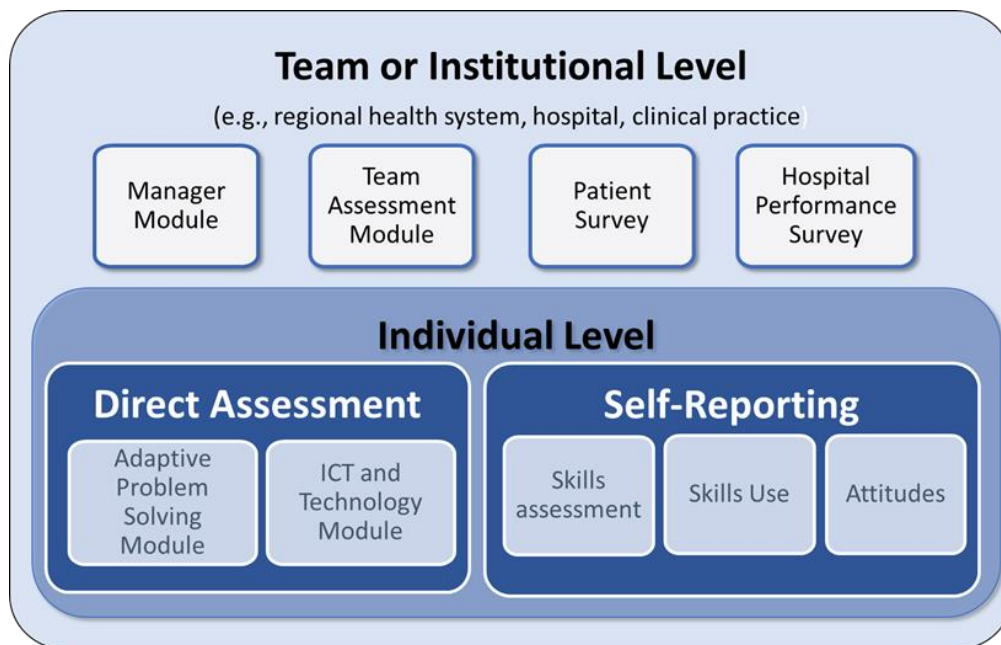 Team or Institutional Level
(e.g., regional health system, hospital, clinical practice)
Manager
Module
Team
Assessment
Module
Patient
Survey
Hospital
Performance
Survey
Individual Level
Direct Assessment
Adaptive
Problem
Solving
Module
ICT and
Technology
Module
Self-Reporting
Skills
assessment
Skills Use
Attitudes